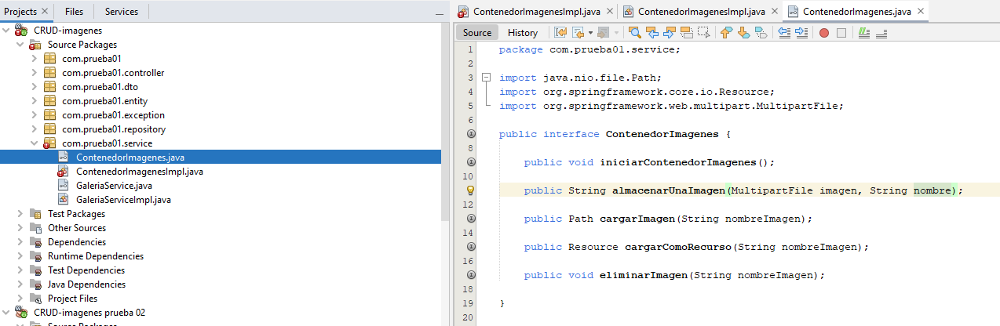 Projects × Files Services
CRUD-imagenes
Source Packages
com.prueba01
com.prueba01.controller
com.prueba01.dto
com.prueba01.entity
com.prueba01.exception
com.prueba01.repository
com.prueba01.service
ContenedorImagenes.java
ContenedorImagenesImpl.java
GaleriaService.java
GaleriaServiceImpl.java
Test Packages
Other Sources
Dependencies
Runtime Dependencies
Test Dependencies
Java Dependencies
Project Files
CRUD-imagenes prueba 02
Source Packages
ContenedorImagenesImpl.java × ContenedorImagenesImpl.java × ContenedorImagenes.java ×
Source History
1 package com.prueba01.service;
2
3 import java.nio.file.Path;
4 import org.springframework.core.io.Resource;
5 import org.springframework.web.multipart.MultipartFile;
6
public interface ContenedorImagenes {
8
public void iniciarContenedorImagenes();
10
public String almacenarUnaImagen(MultipartFile imagen, String nombre);
12
public Path cargarImagen(String nombreImagen);
14
public Resource cargarComoRecurso(String nombreImagen);
16
public void eliminarImagen(String nombreImagen);
18
19 }
20